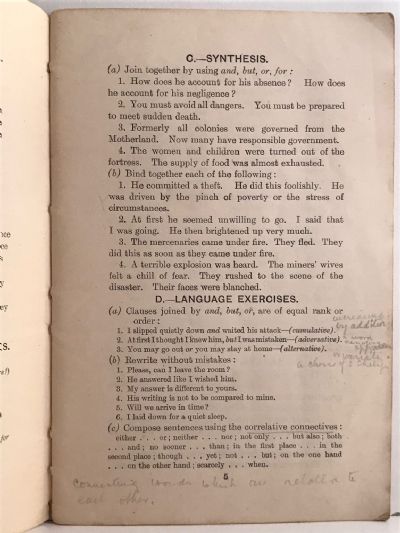 C.—SYNTHESIS.
(a) Join together by using and, but, or, for :
1. How does he account for his absence? How does
he account for his negligence?
2. You must avoid all dangers. You must be prepared
to meet sudden death.
3. Formerly all colonies were governed from the
Motherland. Now many have responsible government.
4. The women and children were turned out of the
fortress. The supply of food was almost exhausted.
(b) Bind together each of the following :
1. He committed a theft. He did this foolishly. He
was driven by the pinch of poverty or the stress of
circumstances.
2. At first he seemed unwilling to go. I said that
I was going. He then brightened up very much.
3. The mercenaries came under fire. They fled. They
did this as soon as they came under fire.
4. A terrible explosion was heard. The miners' wives
felt a chill of fear. They rushed to the scene of the
disaster. Their faces were blanched.
D.—LANGUAGE EXERCISES.
(a) Clauses joined by and, but, or, are of equal rank or
order :
1. I slipped quietly down and waited his attack—(cumulative).
2. At first I thought I knew him, but I was mistaken—(adversative).
3. You may go out or you may stay at home—(alternative).
by adding
a choice of 2 things
(b) Rewrite without mistakes :
1. Please, can I leave the room?
2. He answered like I wished him.
3. My answer is different to yours.
4. His writing is not to be compared to mine.
5. Will we arrive in time?
6. I laid down for a quiet sleep.
(c) Compose sentences using the correlative connectives :
either . . . or ; neither . . . nor ; not only . . . but also ; both
. . . and ; no sooner . . . than ; in the first place . . . in the
second place ; though . . . yet ; not . . . but ; on the one hand
. . . on the other hand ; scarcely . . . when.
5
Connecting words which are relative to
each other.